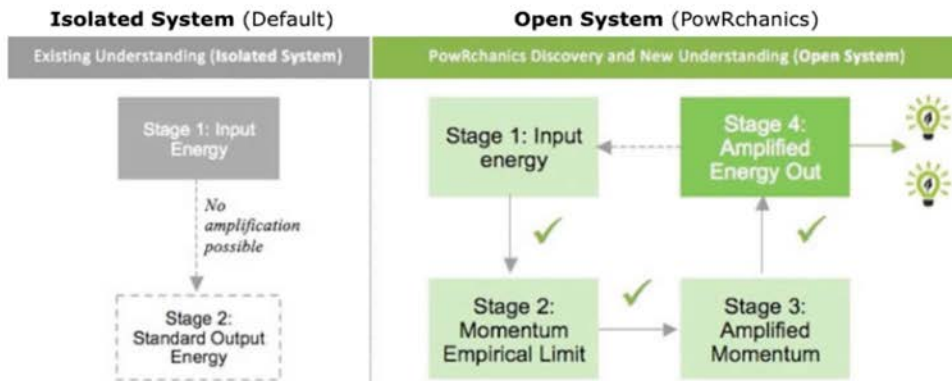 Isolated System (Default)
Open System (PowRchanics)
Existing Understanding (Isolated System)
PowRchanics Discovery and New Understanding (Open System)
Stage 1: Input
Energy
No
amplification
possible
Stage 2:
Standard Output
Energy
Stage 1: Input
energy
Stage 2:
Momentum
Empirical Limit
Stage 3:
Amplified
Momentum
Stage 4:
Amplified
Energy Out